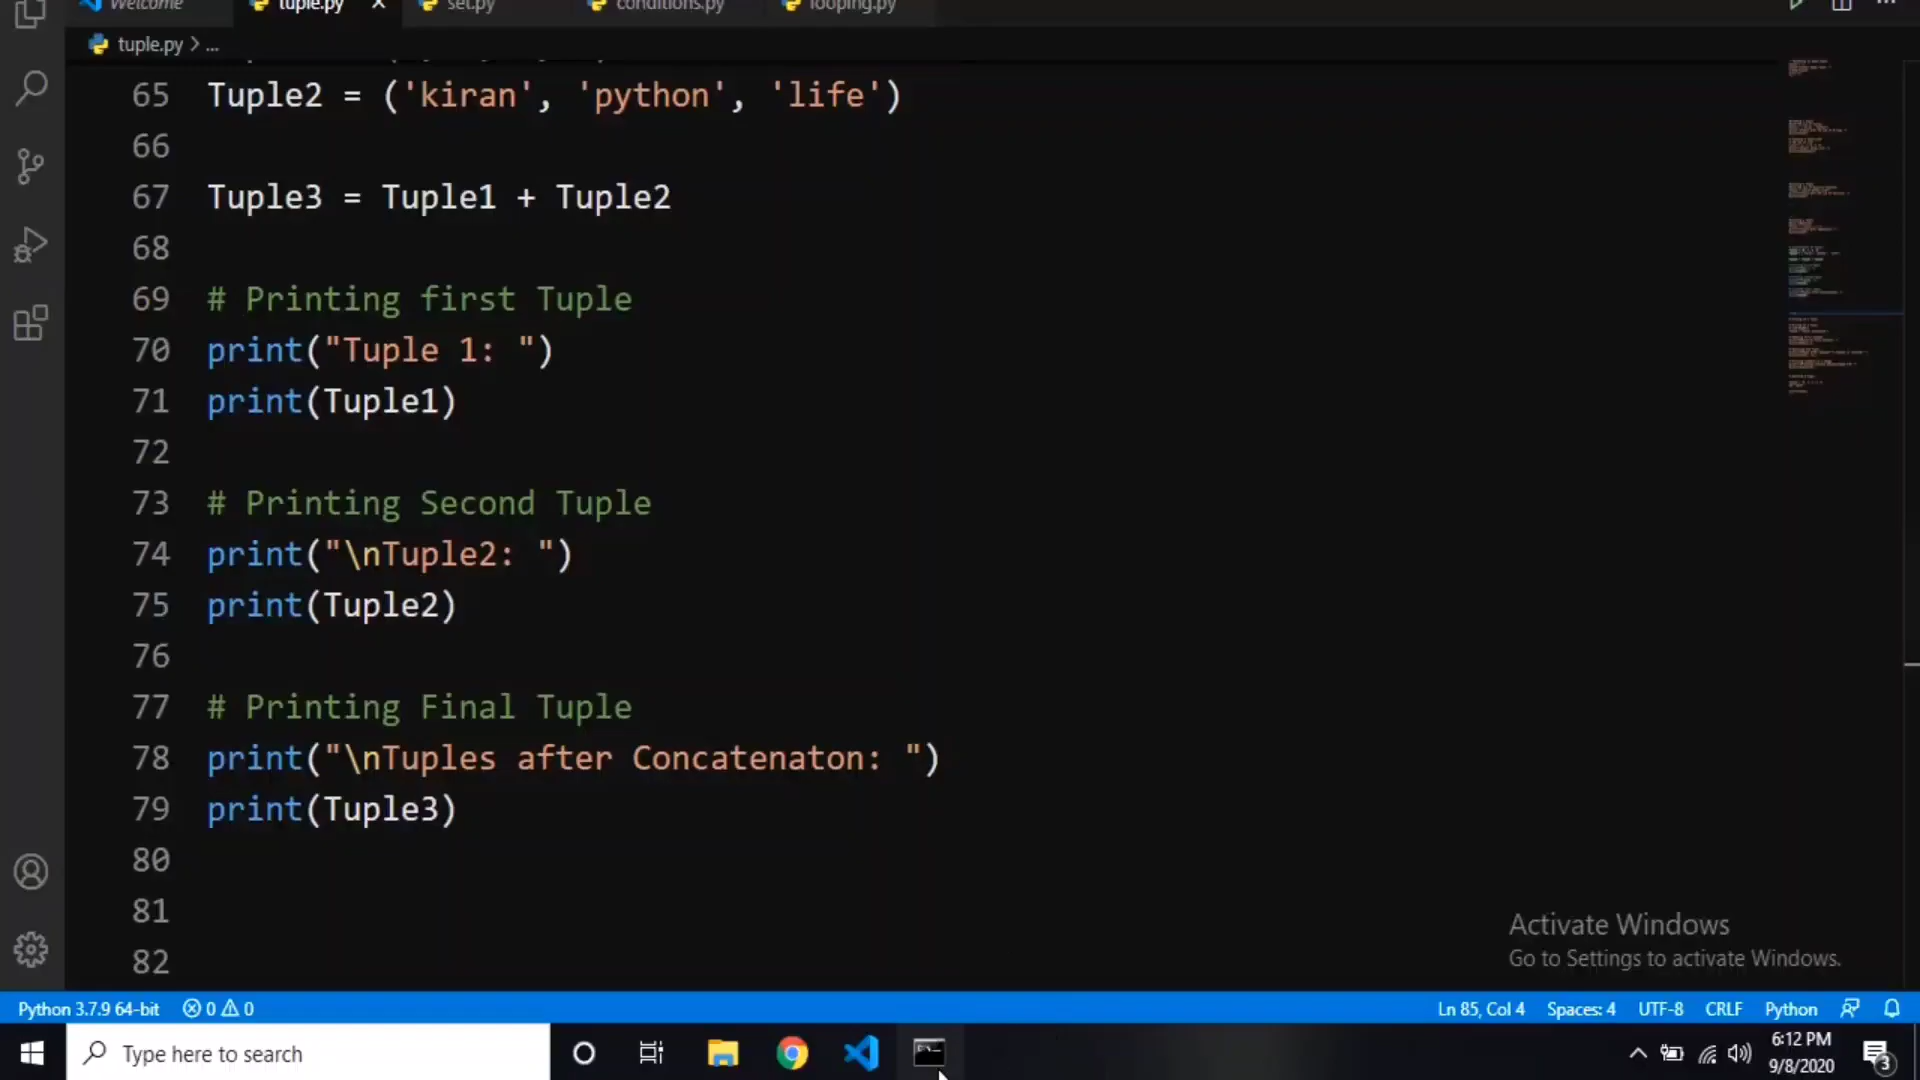 Welcome tuple.py X set.py conditions.py looping.py
tuple.py > ...
65 Tuple2 = ('kiran', 'python', 'life')
66
67 Tuple3 = Tuple1 + Tuple2
68
69 # Printing first Tuple
70 print("Tuple 1: ")
71 print(Tuple1)
72
73 # Printing Second Tuple
74 print("\nTuple2: ")
75 print(Tuple2)
76
77 # Printing Final Tuple
78 print("\nTuples after Concatenaton: ")
79 print(Tuple3)
80
81
82
Activate Windows
Go to Settings to activate Windows.
Python 3.7.9 64-bit 0 0 Ln 85, Col 4 Spaces: 4 UTF-8 CRLF Python
Type here to search
6:12 PM
9/8/2020
3